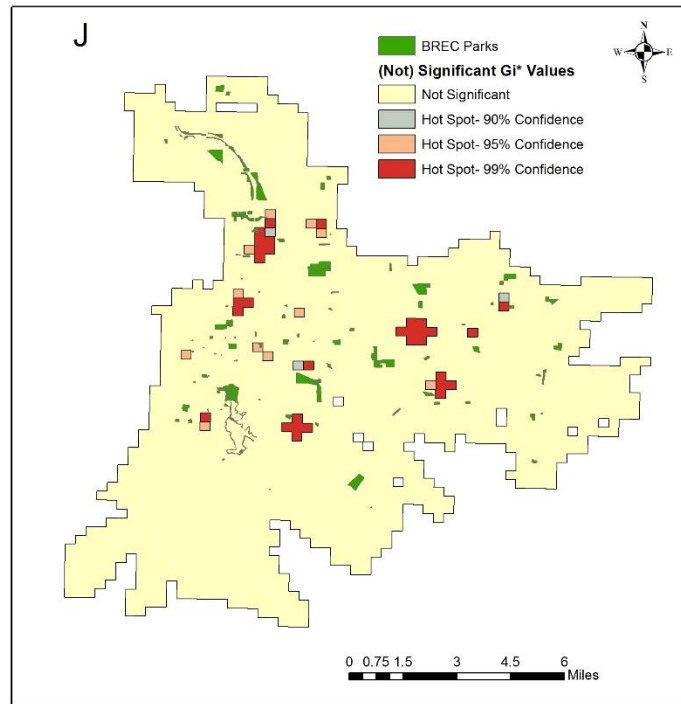 J
BREC Parks
(Not) Significant Gi* Values
Not Significant
Hot Spot- 90% Confidence
Hot Spot- 95% Confidence
Hot Spot- 99% Confidence
N
W E
S
0 0.75 1.5 3 4.5 6
Miles